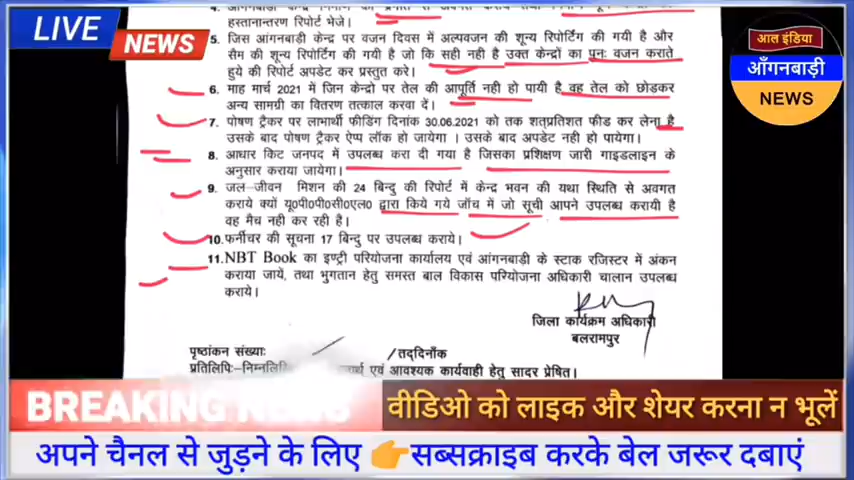 LIVE
NEWS
आल इंडिया
आँगनबाड़ी
NEWS
4.
हस्तानान्तरण रिपोर्ट भेजे।
5. जिस आंगनबाडी केन्द्र पर वजन दिवस में अल्पवजन की शून्य रिपोर्टिग की गयी है और
सैम की शून्य रिपोर्टिग की गयी है जो कि सही नही है उक्त केन्द्रों का पुनः वजन कराते
हुये की रिपोर्ट अपडेट कर प्रस्तुत करे।
6. माह मार्च 2021 में जिन केन्द्रो पर तेल की आपूर्ति नही हो पायी है वह तेल को छोडकर
अन्य सामग्री का वितरण तत्काल करवा दें।
7. पोषण ट्रैकर पर लाभार्थी फीडिंग दिनांक 30.06.2021 को तक शतप्रतिशत फीड कर लेना है
उसके बाद पोषण ट्रैकर ऐप्प लॉक हो जायेगा। उसके बाद अपडेट नही हो पायेगा।
8. आधार किट जनपद में उपलब्ध करा दी गया है जिसका प्रशिक्षण जारी गाइडलाइन के
अनुसार कराया जायेगा।
9. जल-जीवन मिशन की 24 बिन्दु की रिपोर्ट में केन्द्र भवन की यथा स्थिति से अवगत
कराये क्यों यू0पी0पी0सी0एल0 द्वारा किये गये जॉच में जो सूची आपने उपलब्ध करायी है
वह मैच नही कर रही है।
10. फर्नीचर की सूचना 17 बिन्दु पर उपलब्ध कराये।
11. NBT Book का इण्ट्री परियोजना कार्यालय एवं आंगनबाड़ी के स्टाक रजिस्टर में अंकन
कराया जायें, तथा भुगतान हेतु समस्त बाल विकास परियोजना अधिकारी चालान उपलब्ध
कराये।
जिला कार्यक्रम अधिकारी
बलरामपुर
पृष्ठांकन संख्याः /तद्दिनॉक
प्रतिलिपिः-निम्नलि एवं आवश्यक कार्यवाही हेतु सादर प्रेषित।
BREAKING NEWS
वीडिओ को लाइक और शेयर करना न भूलें
अपने चैनल से जुड़ने के लिए 👉सब्सक्राइब करके बेल जरूर दबाएं